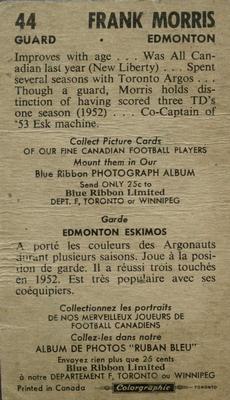 44 FRANK MORRIS
GUARD • EDMONTON
Improves with age . . . Was All Can-
adian last year (New Liberty) . . . Spent
several seasons with Toronto Argos . . .
Though a guard, Morris holds dis-
tinction of having scored three TD's
one season (1952) . . . Co-Captain of
'53 Esk machine.
Collect Picture Cards
OF OUR FINE CANADIAN FOOTBALL PLAYERS
Mount them in Our
Blue Ribbon PHOTOGRAPH ALBUM
Send ONLY 25c to
Blue Ribbon Limited
DEPT. F, TORONTO or WINNIPEG
Garde
EDMONTON ESKIMOS
A porté les couleurs des Argonauts
durant plusieurs saisons. Joue à la posi-
tion de garde. Il a réussi trois touchés
en 1952. Est très populaire avec ses
coéquipiers.
Collectionnez les portraits
DE NOS MERVEILLEUX JOUEURS DE
FOOTBALL CANADIENS
Collez-les dans notre
ALBUM DE PHOTOS "RUBAN BLEU"
Envoyez rien plus que 25 cents
Blue Ribbon Limited
à notre DEPARTEMENT F, TORONTO ou WINNIPEG
Printed in Canada Colorgraphic TORONTO